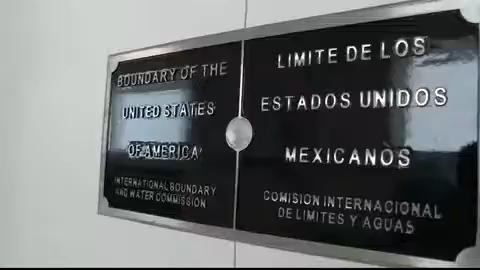 BOUNDARY OF THE
UNITED STATES
OF AMERICA
INTERNATIONAL BOUNDARY
AND WATER COMMISSION
LIMITE DE LOS
ESTADOS UNIDOS
MEXICANOS
COMISION INTERNACIONAL
DE LIMITES Y AGUAS